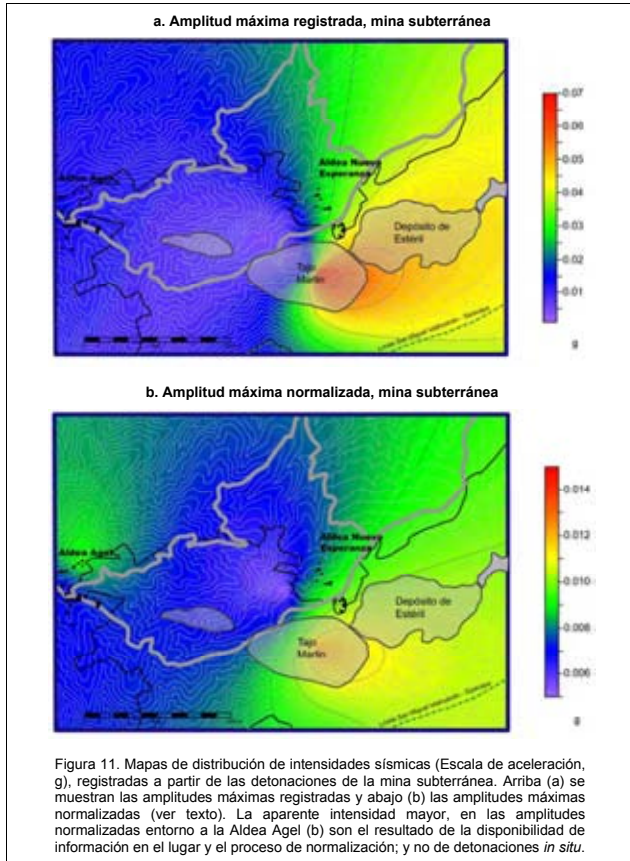 a. Amplitud máxima registrada, mina subterránea
Aldea Agel
Aldea Nueva
Esperanza
Depósito de
Estéril
Tajo
Marlin
0.07
0.06
0.05
0.04
0.03
0.02
0.01
g
b. Amplitud máxima normalizada, mina subterránea
Aldea Agel
Aldea Nueva
Esperanza
Depósito de
Estéril
Tajo
Marlin
0.014
0.012
0.010
0.008
0.006
g
Figura 11. Mapas de distribución de intensidades sísmicas (Escala de aceleración,
g), registradas a partir de las detonaciones de la mina subterránea. Arriba (a) se
muestran las amplitudes máximas registradas y abajo (b) las amplitudes máximas
normalizadas (ver texto). La aparente intensidad mayor, en las amplitudes
normalizadas entorno a la Aldea Agel (b) son el resultado de la disponibilidad de
información en el lugar y el proceso de normalización; y no de detonaciones in situ.